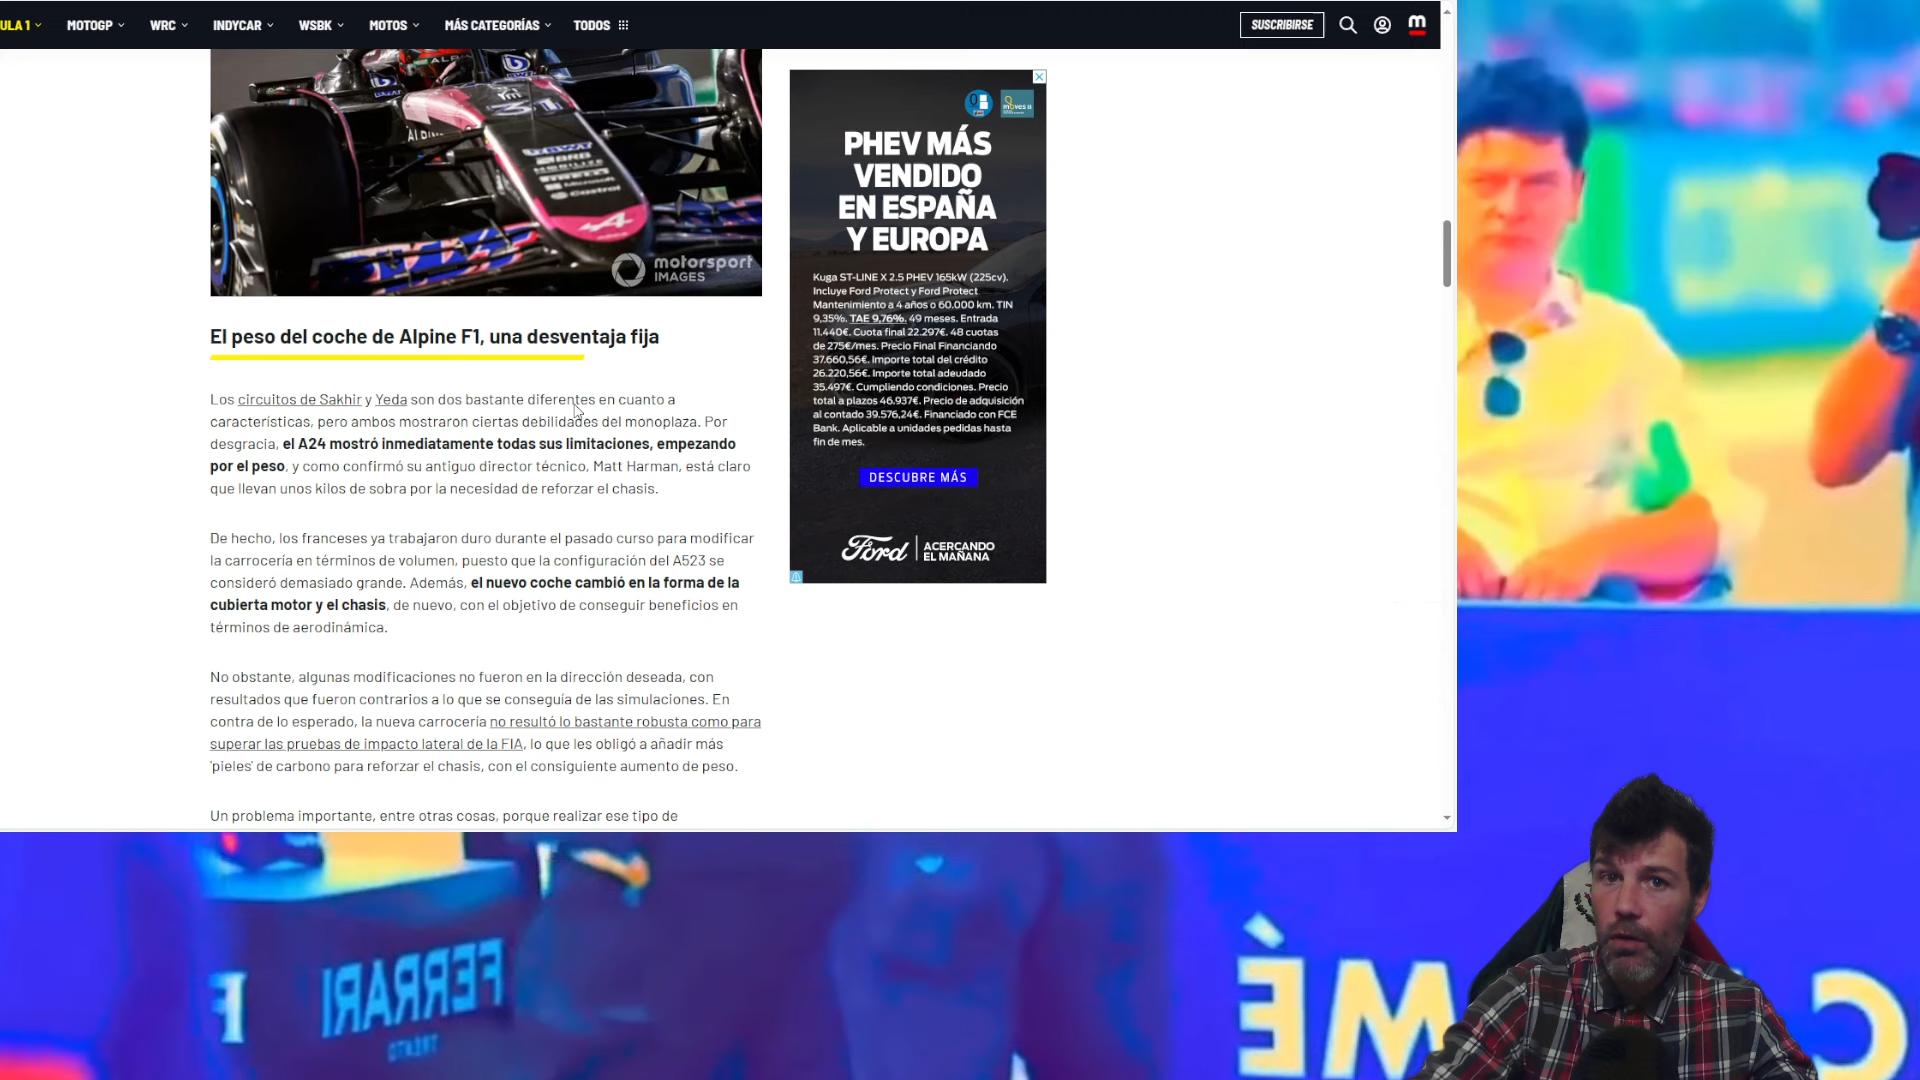 ULA 1
MOTOGP
WRC
INDYCAR
WSBK
MOTOS
MÁS CATEGORÍAS
TODOS
SUSCRIBIRSE
m
ALPINE
31
BWT
MOBILIZE
Microsoft
Castrol
motorsport
IMAGES
El peso del coche de Alpine F1, una desventaja fija
Los circuitos de Sakhir y Yeda son dos bastante diferentes en cuanto a
características, pero ambos mostraron ciertas debilidades del monoplaza. Por
desgracia, el A24 mostró inmediatamente todas sus limitaciones, empezando
por el peso, y como confirmó su antiguo director técnico, Matt Harman, está claro
que llevan unos kilos de sobra por la necesidad de reforzar el chasis.
De hecho, los franceses ya trabajaron duro durante el pasado curso para modificar
la carrocería en términos de volumen, puesto que la configuración del A523 se
consideró demasiado grande. Además, el nuevo coche cambió en la forma de la
cubierta motor y el chasis, de nuevo, con el objetivo de conseguir beneficios en
términos de aerodinámica.
No obstante, algunas modificaciones no fueron en la dirección deseada, con
resultados que fueron contrarios a lo que se conseguía de las simulaciones. En
contra de lo esperado, la nueva carrocería no resultó lo bastante robusta como para
superar las pruebas de impacto lateral de la FIA, lo que les obligó a añadir más
'pieles' de carbono para reforzar el chasis, con el consiguiente aumento de peso.
Un problema importante, entre otras cosas, porque realizar ese tipo de
PHEV MÁS
VENDIDO
EN ESPAÑA
Y EUROPA
Kuga ST-LINE X 2.5 PHEV 165kW (225cv).
Incluye Ford Protect y Ford Protect
Mantenimiento a 4 años o 60.000 km. TIN
9,35%. TAE 9,76%. 49 meses. Entrada
11.440€. Cuota final 22.297€. 48 cuotas
de 275€/mes. Precio Final Financiando
37.660,56€. Importe total del crédito
26.220,56€. Importe total adeudado
35.497€. Cumpliendo condiciones. Precio
total a plazos 46.937€. Precio de adquisición
al contado 39.576,24€. Financiado con FCE
Bank. Aplicable a unidades pedidas hasta
fin de mes.
DESCUBRE MÁS
Ford
ACERCANDO
EL MAÑANA
FERRARI
TRENTO